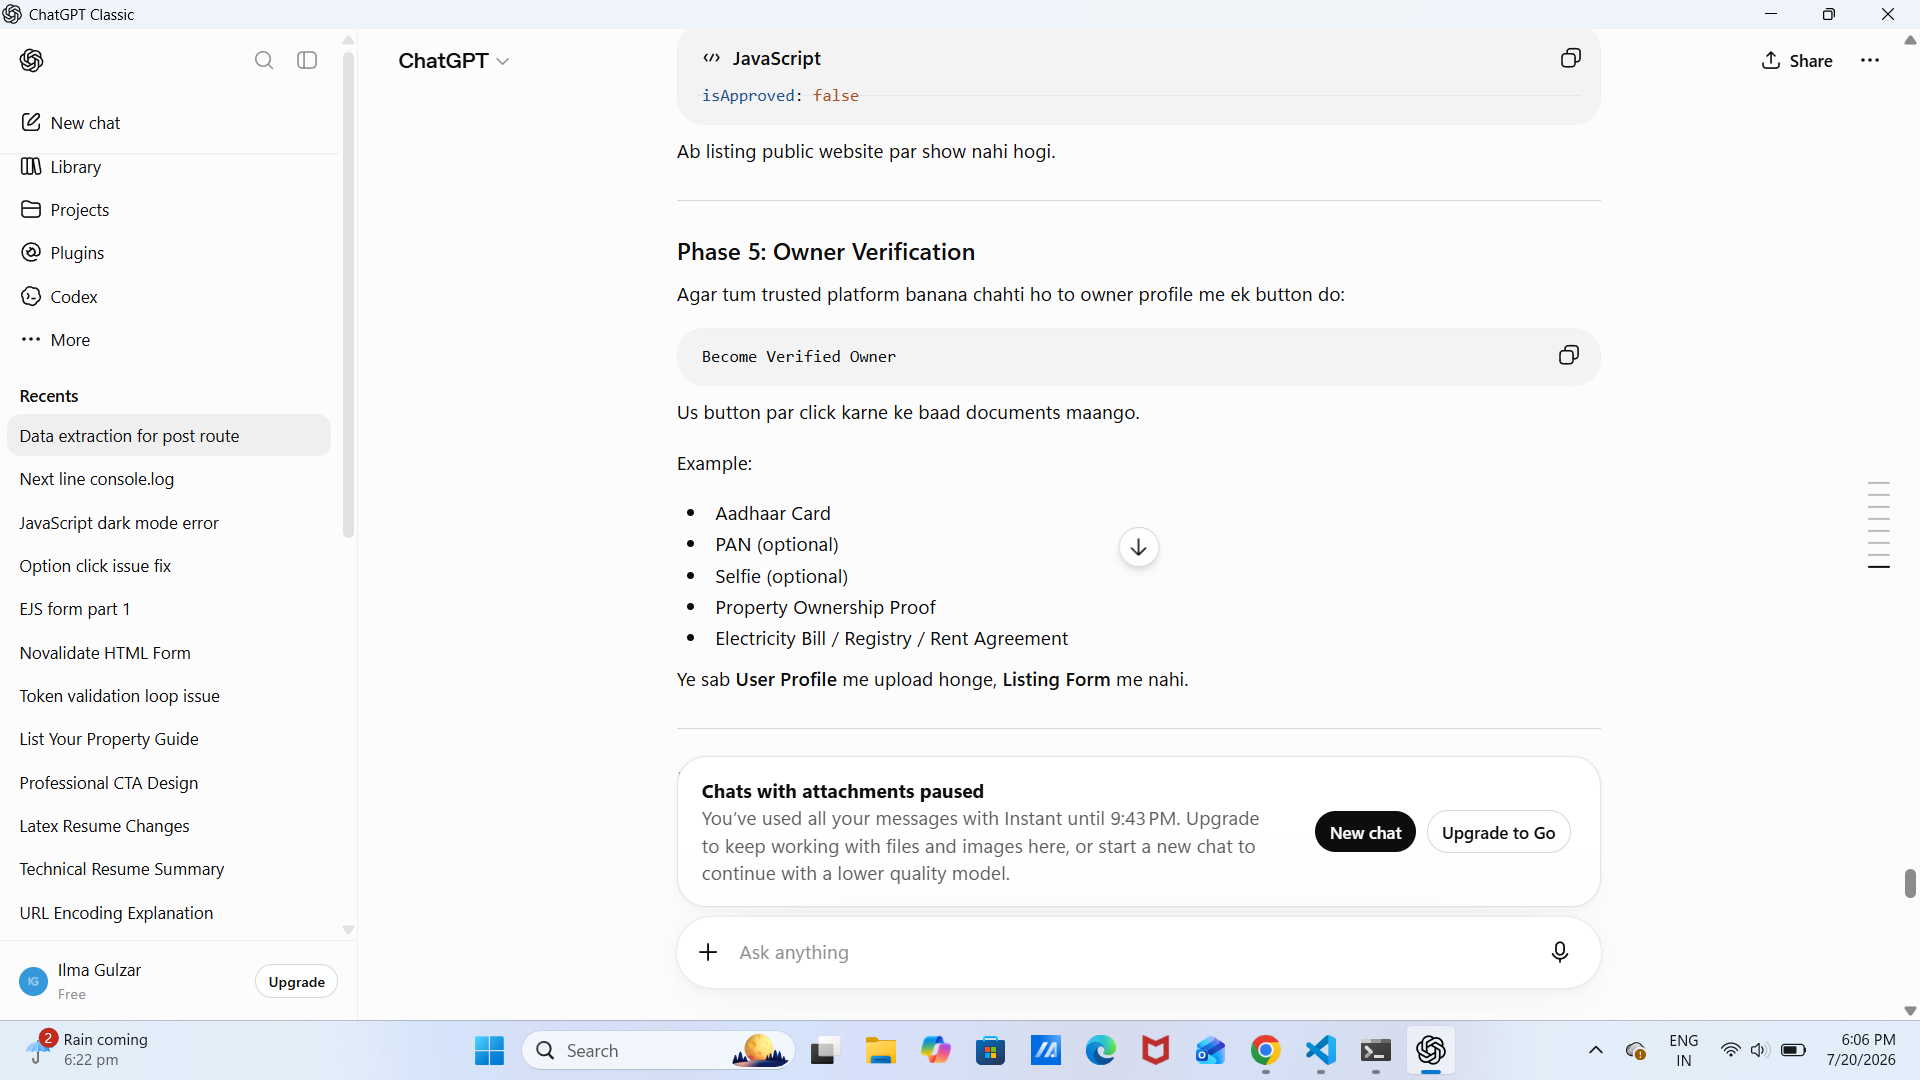 ChatGPT Classic
ChatGPT
Share
New chat
Library
Projects
Plugins
Codex
More
Recents
Data extraction for post route
Next line console.log
JavaScript dark mode error
Option click issue fix
EJS form part 1
Novalidate HTML Form
Token validation loop issue
List Your Property Guide
Professional CTA Design
Latex Resume Changes
Technical Resume Summary
URL Encoding Explanation
IG
Ilma Gulzar
Free
Upgrade
JavaScript
isApproved: false
Ab listing public website par show nahi hogi.
Phase 5: Owner Verification
Agar tum trusted platform banana chahti ho to owner profile me ek button do:
Become Verified Owner
Us button par click karne ke baad documents maango.
Example:
Aadhaar Card
PAN (optional)
Selfie (optional)
Property Ownership Proof
Electricity Bill / Registry / Rent Agreement
Ye sab User Profile me upload honge, Listing Form me nahi.
Chats with attachments paused
You've used all your messages with Instant until 9:43 PM. Upgrade
to keep working with files and images here, or start a new chat to
continue with a lower quality model.
New chat
Upgrade to Go
Ask anything
2
Rain coming
6:22 pm
Search
ENG
IN
6:06 PM
7/20/2026